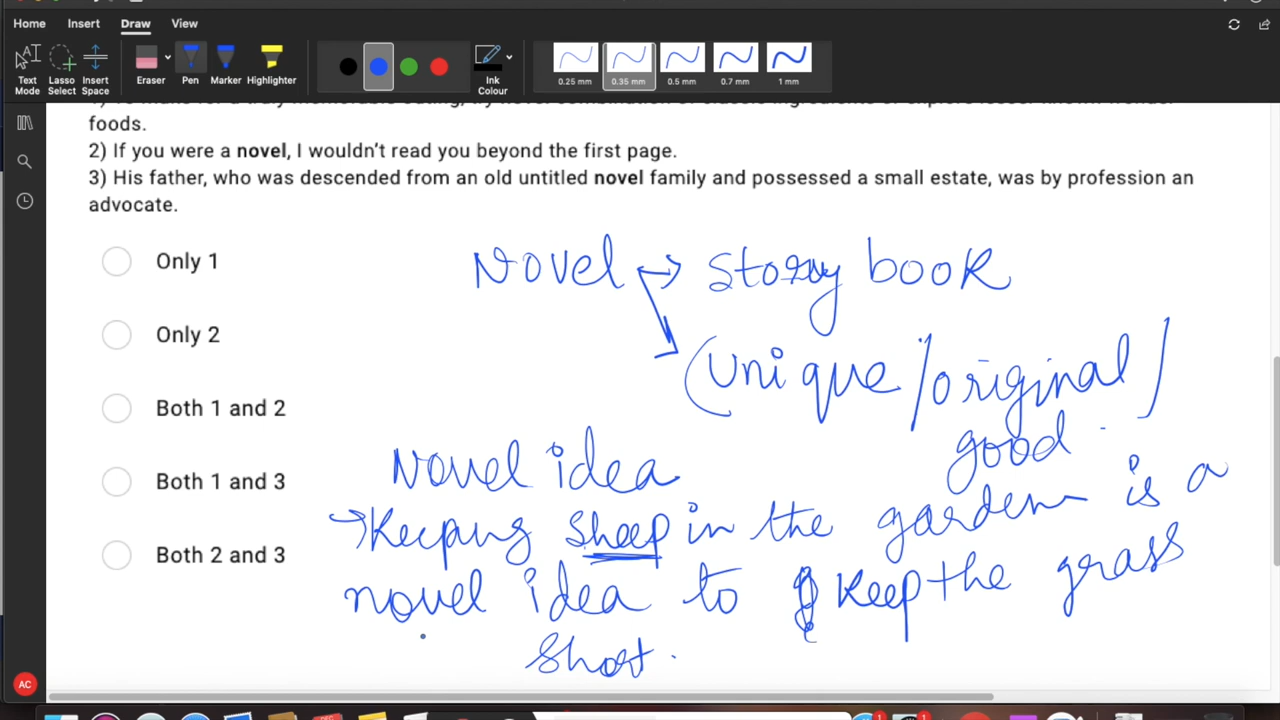 Home Insert Draw View
Text Mode Lasso Select Insert Space Eraser Pen Marker Highlighter Ink Colour 0.25 mm 0.35 mm 0.5 mm 0.7 mm 1 mm
foods.
2) If you were a novel, I wouldn't read you beyond the first page.
3) His father, who was descended from an old untitled novel family and possessed a small estate, was by profession an
advocate.
Only 1
Only 2
Both 1 and 2
Both 1 and 3
Both 2 and 3
Novel → story book
(unique/original/
good
Novel idea
→ Keeping sheep in the garden is a
novel idea to keep the grass
short.
AC